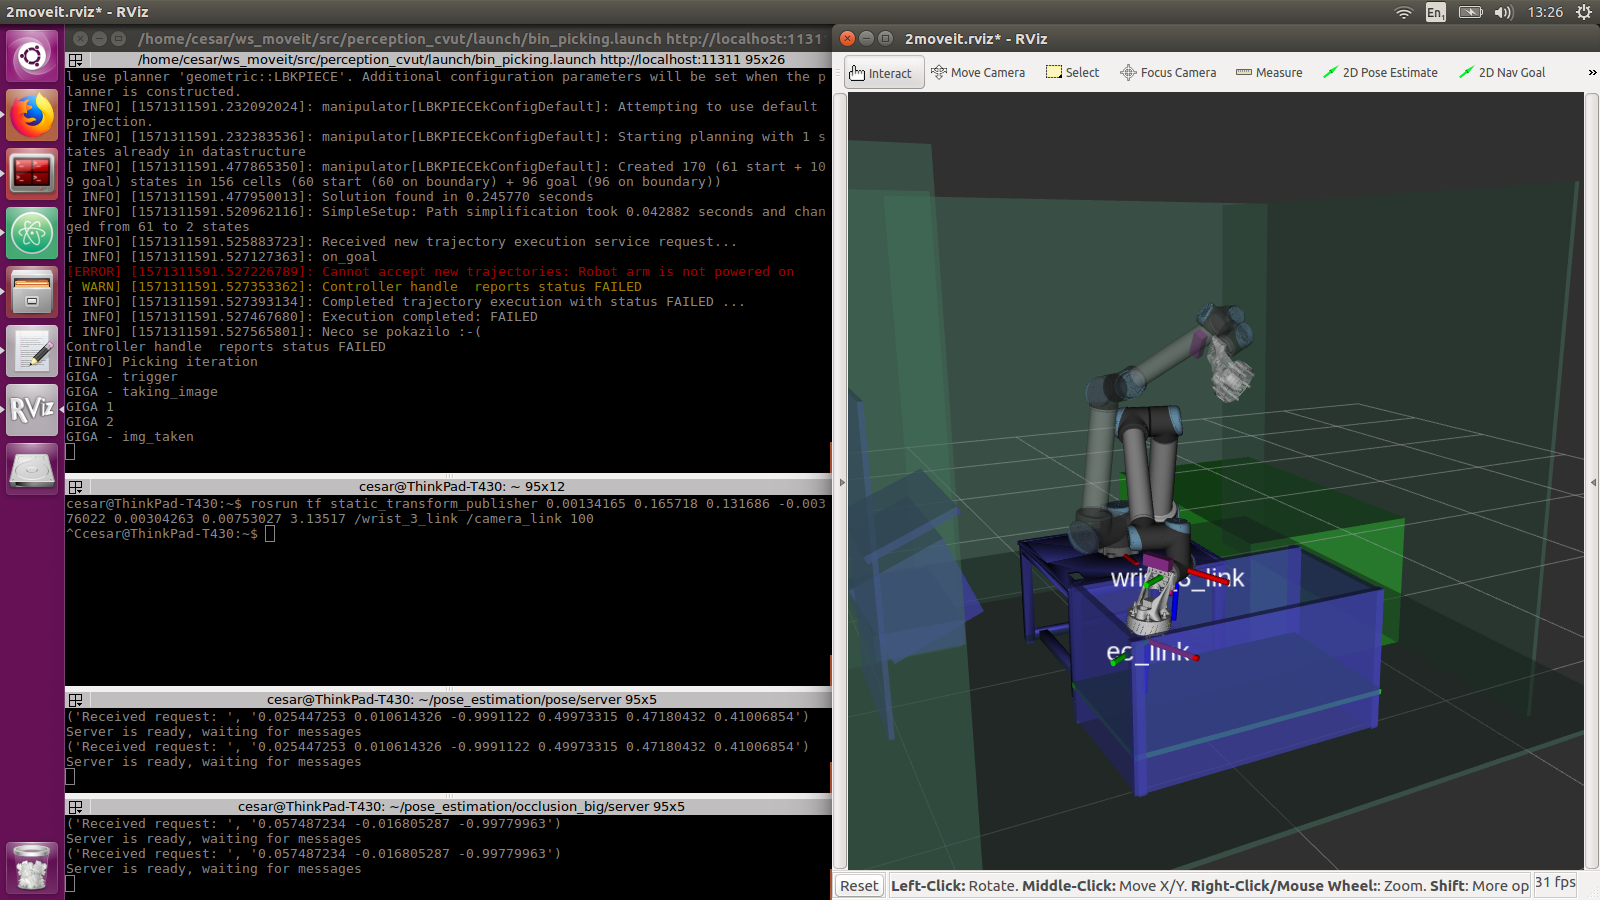 2moveit.rviz* - RViz
En1
13:26
/home/cesar/ws_moveit/src/perception_cvut/launch/bin_picking.launch http://localhost:1131
/home/cesar/ws_moveit/src/perception_cvut/launch/bin_picking.launch http://localhost:11311 95x26
l use planner 'geometric::LBKPIECE'. Additional configuration parameters will be set when the p
lanner is constructed.
[ INFO] [1571311591.232092024]: manipulator[LBKPIECEkConfigDefault]: Attempting to use default
projection.
[ INFO] [1571311591.232383536]: manipulator[LBKPIECEkConfigDefault]: Starting planning with 1 s
tates already in datastructure
[ INFO] [1571311591.477865350]: manipulator[LBKPIECEkConfigDefault]: Created 170 (61 start + 10
9 goal) states in 156 cells (60 start (60 on boundary) + 96 goal (96 on boundary))
[ INFO] [1571311591.477950013]: Solution found in 0.245770 seconds
[ INFO] [1571311591.520962116]: SimpleSetup: Path simplification took 0.042882 seconds and chan
ged from 61 to 2 states
[ INFO] [1571311591.525883723]: Received new trajectory execution service request...
[ INFO] [1571311591.527127363]: on_goal
[ERROR] [1571311591.527226789]: Cannot accept new trajectories: Robot arm is not powered on
[ WARN] [1571311591.527353362]: Controller handle  reports status FAILED
[ INFO] [1571311591.527393134]: Completed trajectory execution with status FAILED ...
[ INFO] [1571311591.527467680]: Execution completed: FAILED
[ INFO] [1571311591.527565801]: Neco se pokazilo :-(
Controller handle  reports status FAILED
[INFO] Picking iteration
GIGA - trigger
GIGA - taking_image
GIGA 1
GIGA 2
GIGA - img_taken
cesar@ThinkPad-T430: ~ 95x12
cesar@ThinkPad-T430:~$ rosrun tf static_transform_publisher 0.00134165 0.165718 0.131686 -0.003
76022 0.00304263 0.00753027 3.13517 /wrist_3_link /camera_link 100
^Ccesar@ThinkPad-T430:~$
cesar@ThinkPad-T430: ~/pose_estimation/pose/server 95x5
('Received request: ', '0.025447253 0.010614326 -0.9991122 0.49973315 0.47180432 0.41006854')
Server is ready, waiting for messages
('Received request: ', '0.025447253 0.010614326 -0.9991122 0.49973315 0.47180432 0.41006854')
Server is ready, waiting for messages
cesar@ThinkPad-T430: ~/pose_estimation/occlusion_big/server 95x5
('Received request: ', '0.057487234 -0.016805287 -0.99779963')
Server is ready, waiting for messages
('Received request: ', '0.057487234 -0.016805287 -0.99779963')
Server is ready, waiting for messages
RViz
2moveit.rviz* - RViz
Interact
Move Camera
Select
Focus Camera
Measure
2D Pose Estimate
2D Nav Goal
»
wrist_3_link
ee_link
Reset
Left-Click: Rotate. Middle-Click: Move X/Y. Right-Click/Mouse Wheel:: Zoom. Shift: More op
31 fps